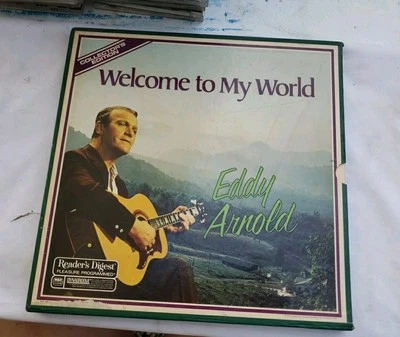 COLLECTOR'S
EDITION
Welcome to My World
Eddy
Arnold
Reader's Digest
PLEASURE PROGRAMMED